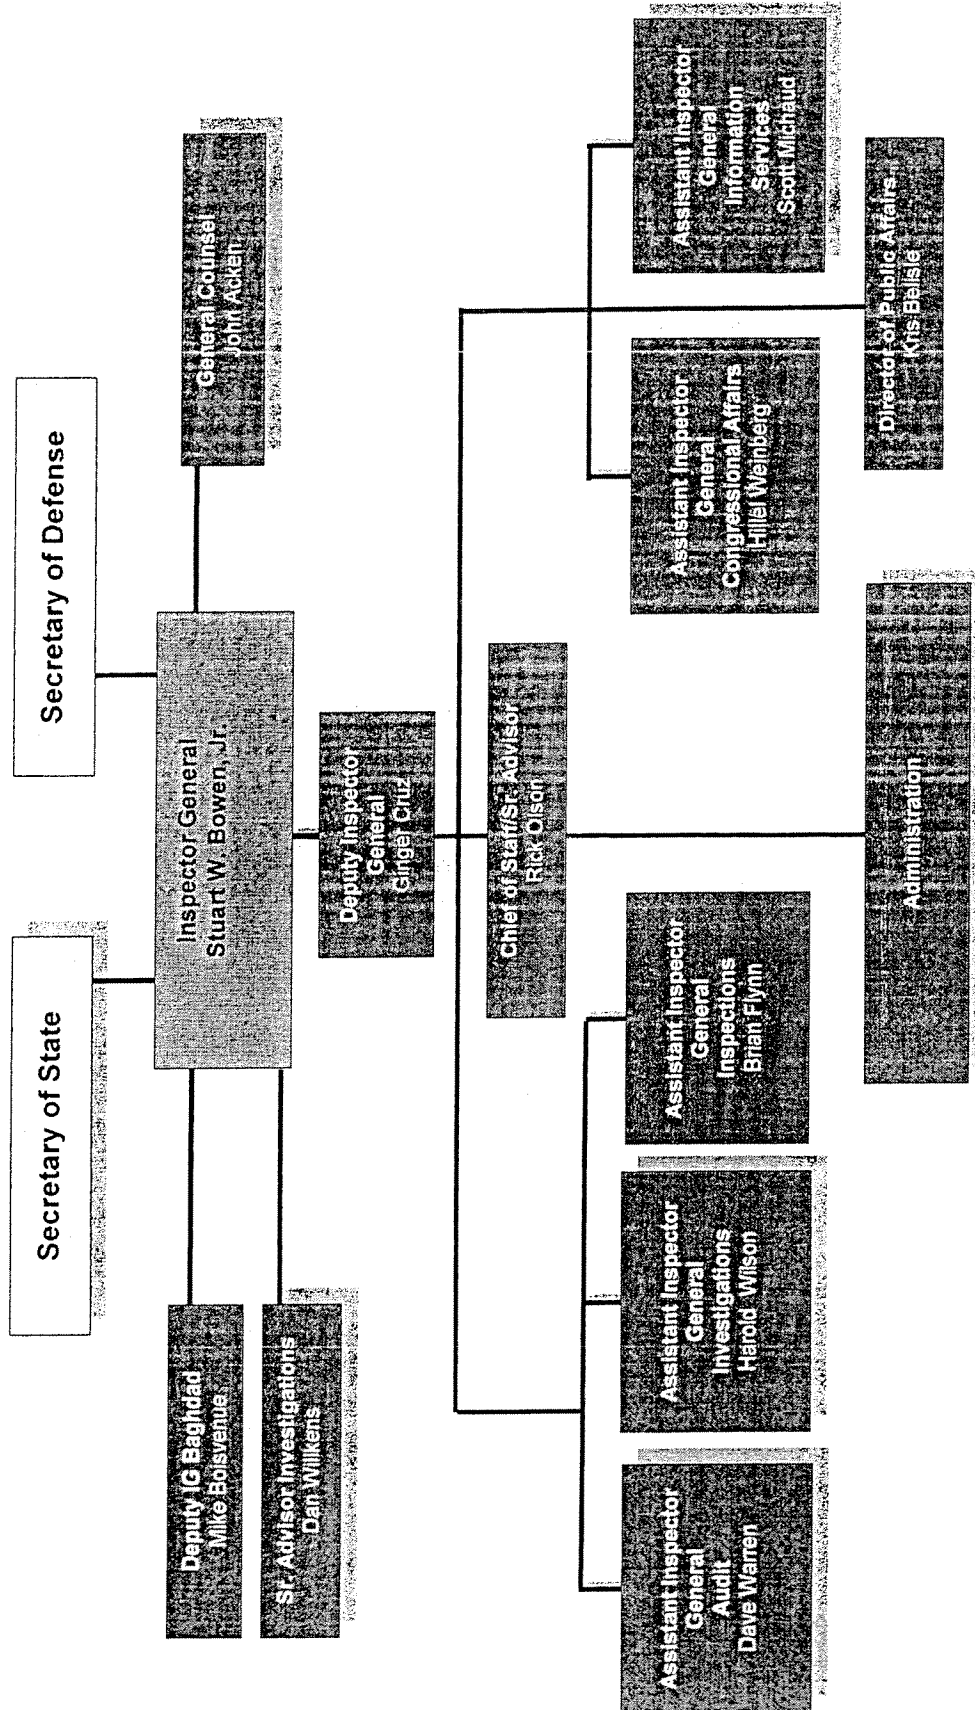 Secretary of State
Secretary of Defense
Deputy IG Baghdad
Mike Boisvenue
Sr. Advisor Investigations
Dan Willkens
Inspector General
Stuart W. Bowen, Jr.
General Counsel
John Acken
Deputy Inspector
General
Ginger Cruz
Chief of Staff/Sr. Advisor
Rick Olson
Assistant Inspector
General
Audit
Dave Warren
Assistant Inspector
General
Investigations
Harold Wilson
Assistant Inspector
General
Inspections
Brian Flynn
Assistant Inspector
General
Congressional Affairs
Hillel Weinberg
Assistant Inspector
General
Information
Services
Scott Michaud
Administration
Director of Public Affairs
Kris Belisle